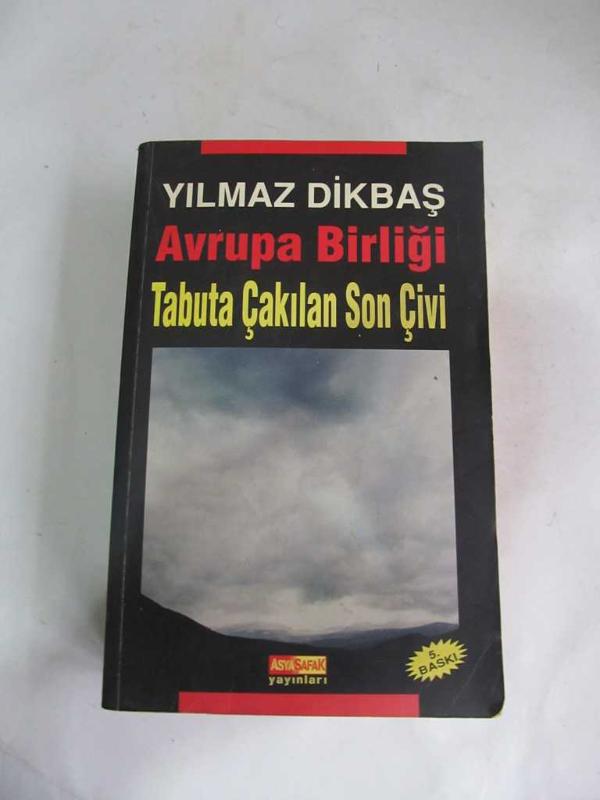 YILMAZ DİKBAŞ
Avrupa Birliği
Tabuta Çakılan Son Çivi
ASYA ŞAFAK
yayınları
5.
BASKI